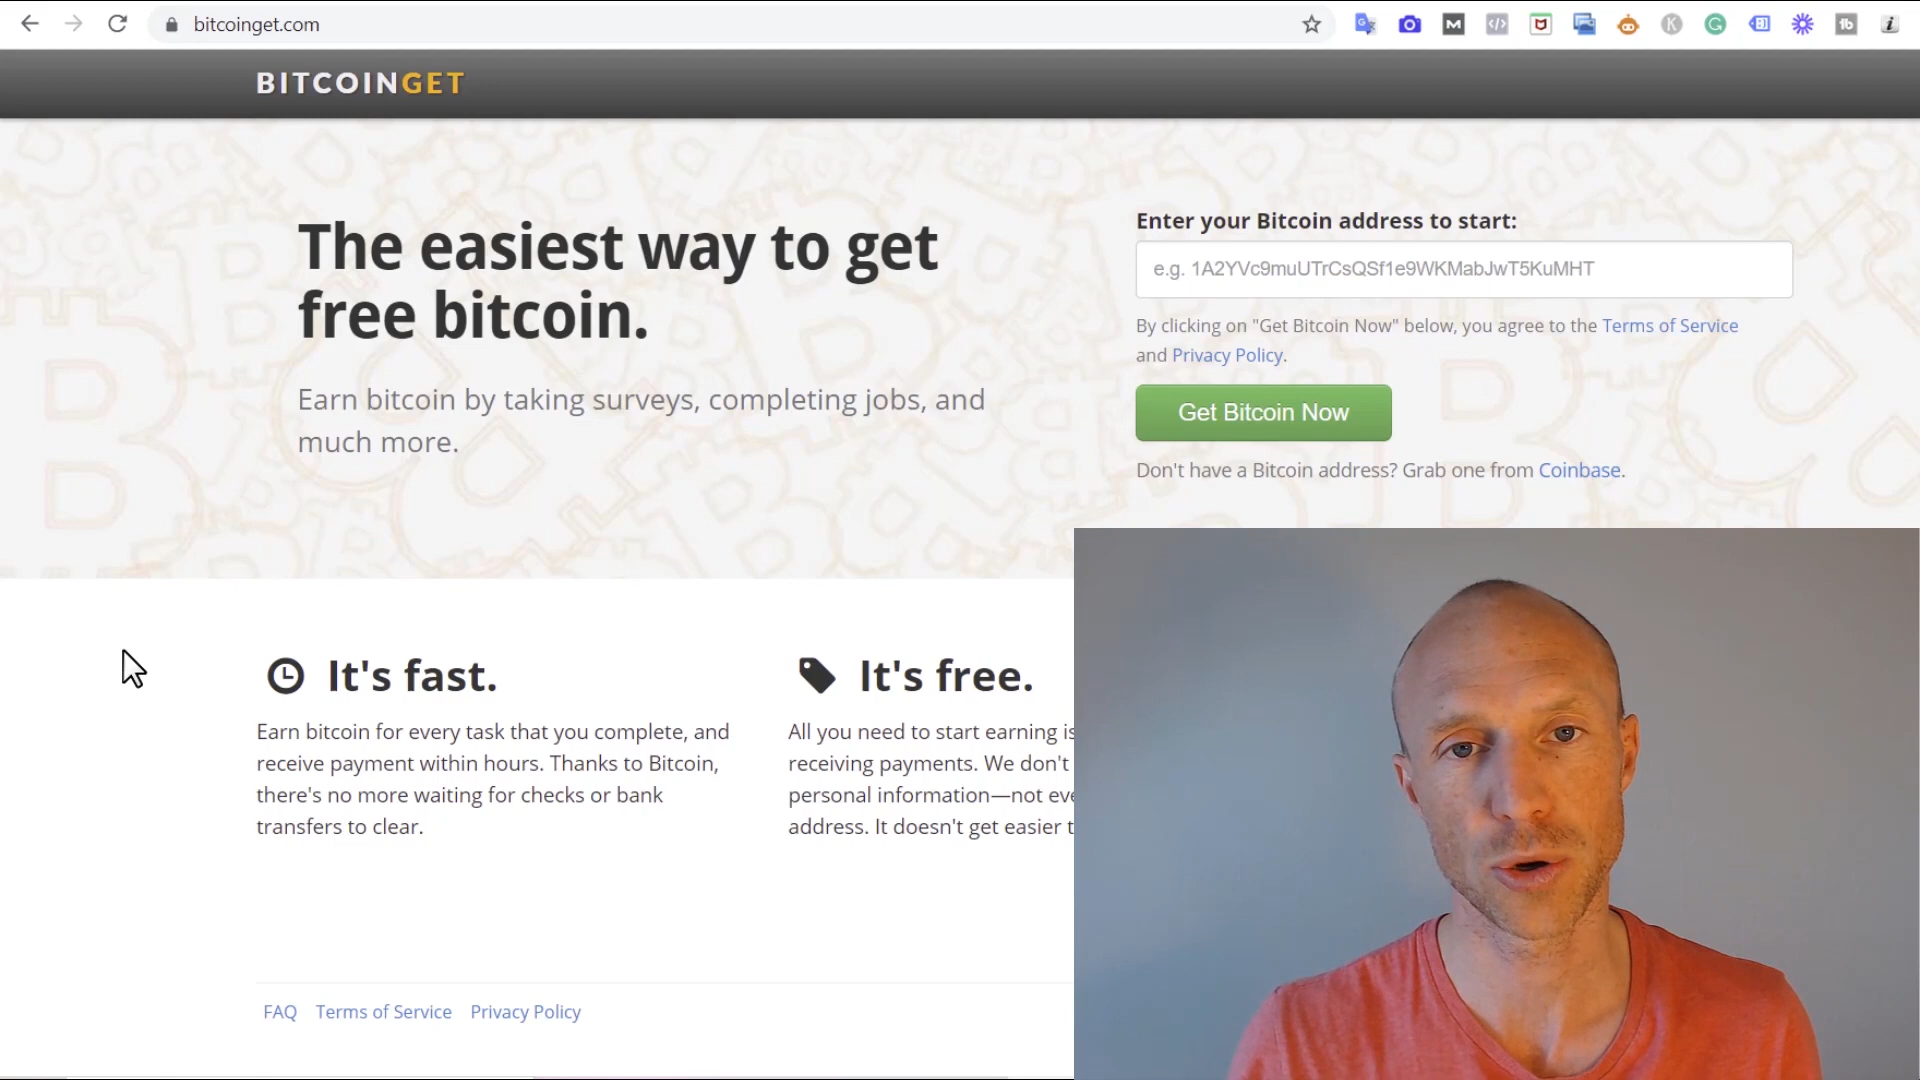 bitcoinget.com
BITCOINGET
The easiest way to get
free bitcoin.
Earn bitcoin by taking surveys, completing jobs, and
much more.
Enter your Bitcoin address to start:
e.g. 1A2YVc9muUTrCsQSf1e9WKMabJwT5KuMHT
By clicking on "Get Bitcoin Now" below, you agree to the Terms of Service
and Privacy Policy.
Get Bitcoin Now
Don't have a Bitcoin address? Grab one from Coinbase.
It's fast.
Earn bitcoin for every task that you complete, and
receive payment within hours. Thanks to Bitcoin,
there's no more waiting for checks or bank
transfers to clear.
It's free.
All you need to start earning is
receiving payments. We don't
personal information—not eve
address. It doesn't get easier t
FAQ Terms of Service Privacy Policy